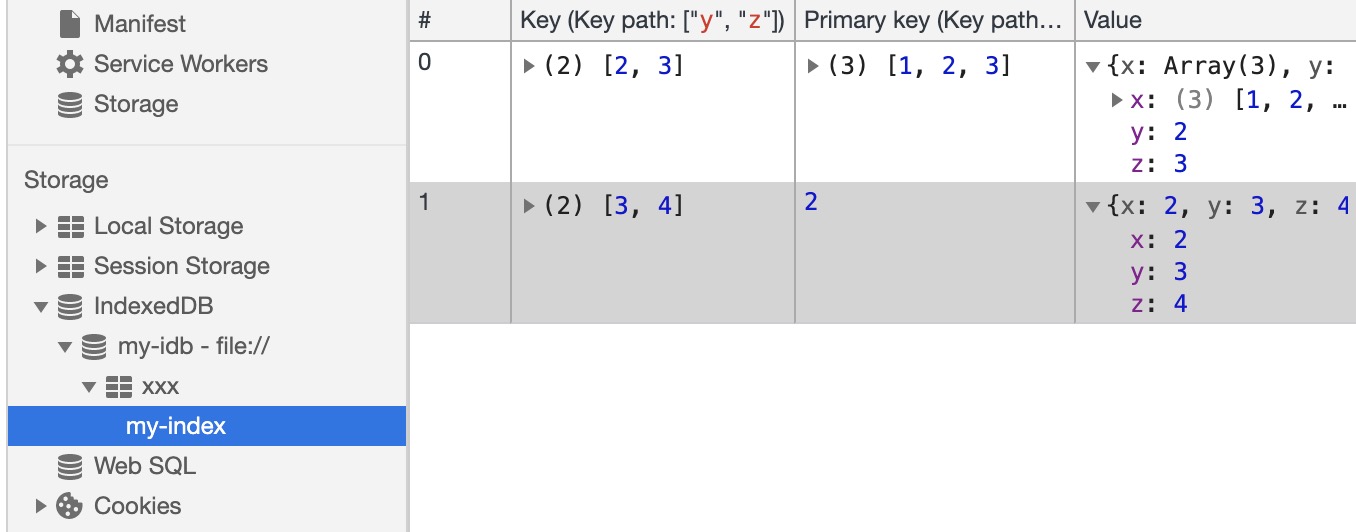 Manifest
Service Workers
Storage
Storage
Local Storage
Session Storage
IndexedDB
my-idb - file://
xxx
my-index
Web SQL
Cookies
# Key (Key path: ["y", "z"]) Primary key (Key path… Value
0 (2) [2, 3] (3) [1, 2, 3] {x: Array(3), y:
x: (3) [1, 2, …
y: 2
z: 3
1 (2) [3, 4] 2 {x: 2, y: 3, z: 4
x: 2
y: 3
z: 4